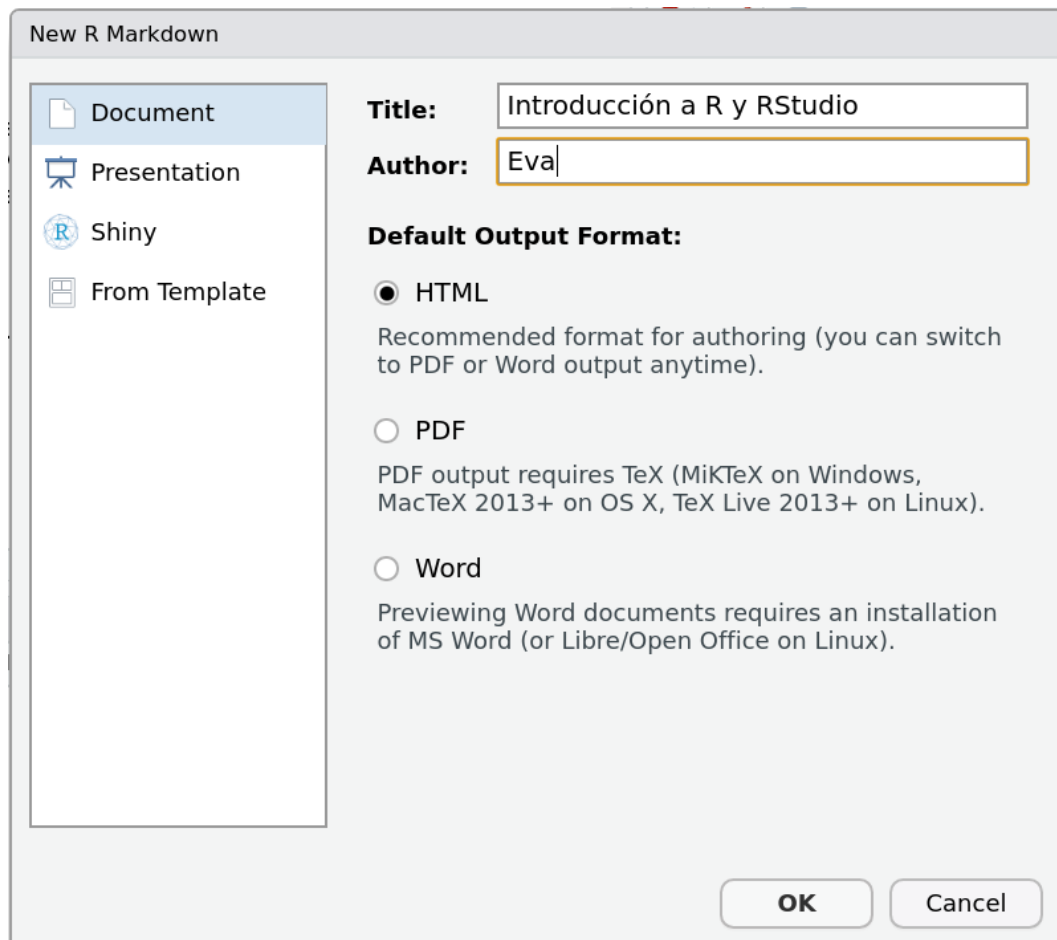 New R Markdown
Document
Presentation
R Shiny
From Template
Title: Introducción a R y RStudio
Author: Eva
Default Output Format:
HTML
Recommended format for authoring (you can switch
to PDF or Word output anytime).
PDF
PDF output requires TeX (MiKTeX on Windows,
MacTeX 2013+ on OS X, TeX Live 2013+ on Linux).
Word
Previewing Word documents requires an installation
of MS Word (or Libre/Open Office on Linux).
OK Cancel